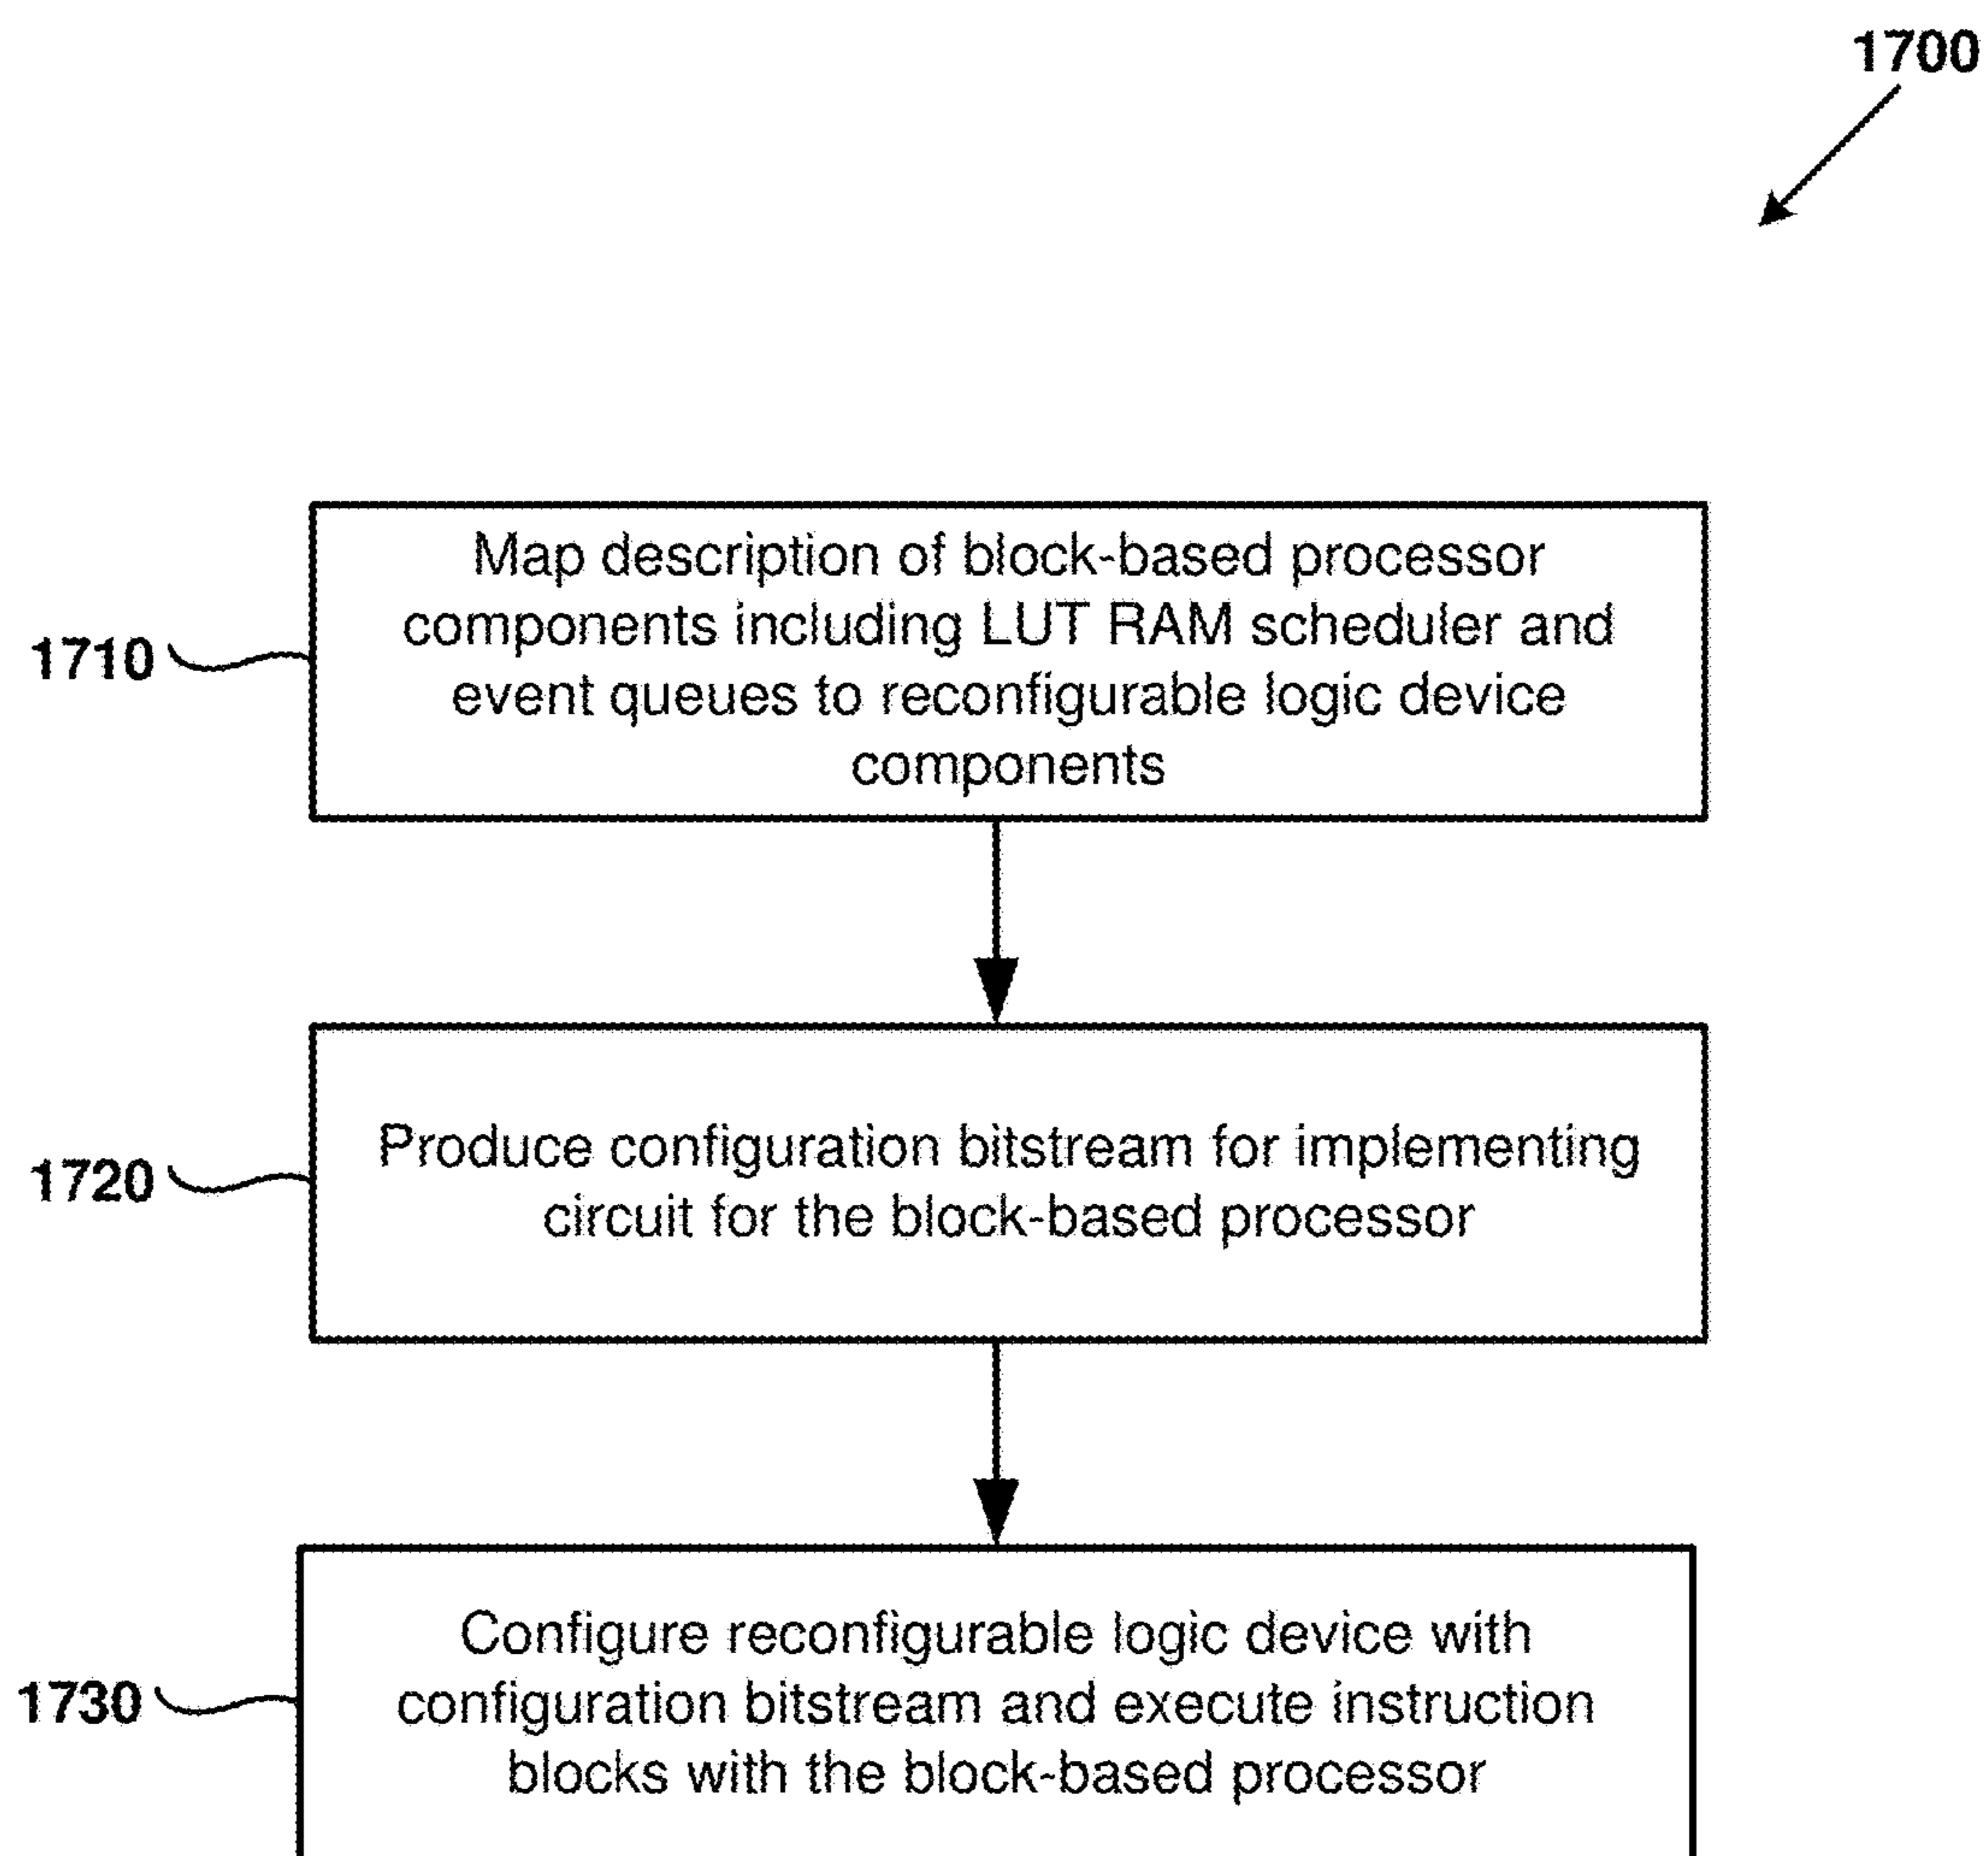 1700
Map description of block-based processor
components including LUT RAM scheduler and
event queues to reconfigurable logic device
components
1710
Produce configuration bitstream for implementing
circuit for the block-based processor
1720
Configure reconfigurable logic device with
configuration bitstream and execute instruction
blocks with the block-based processor
1730